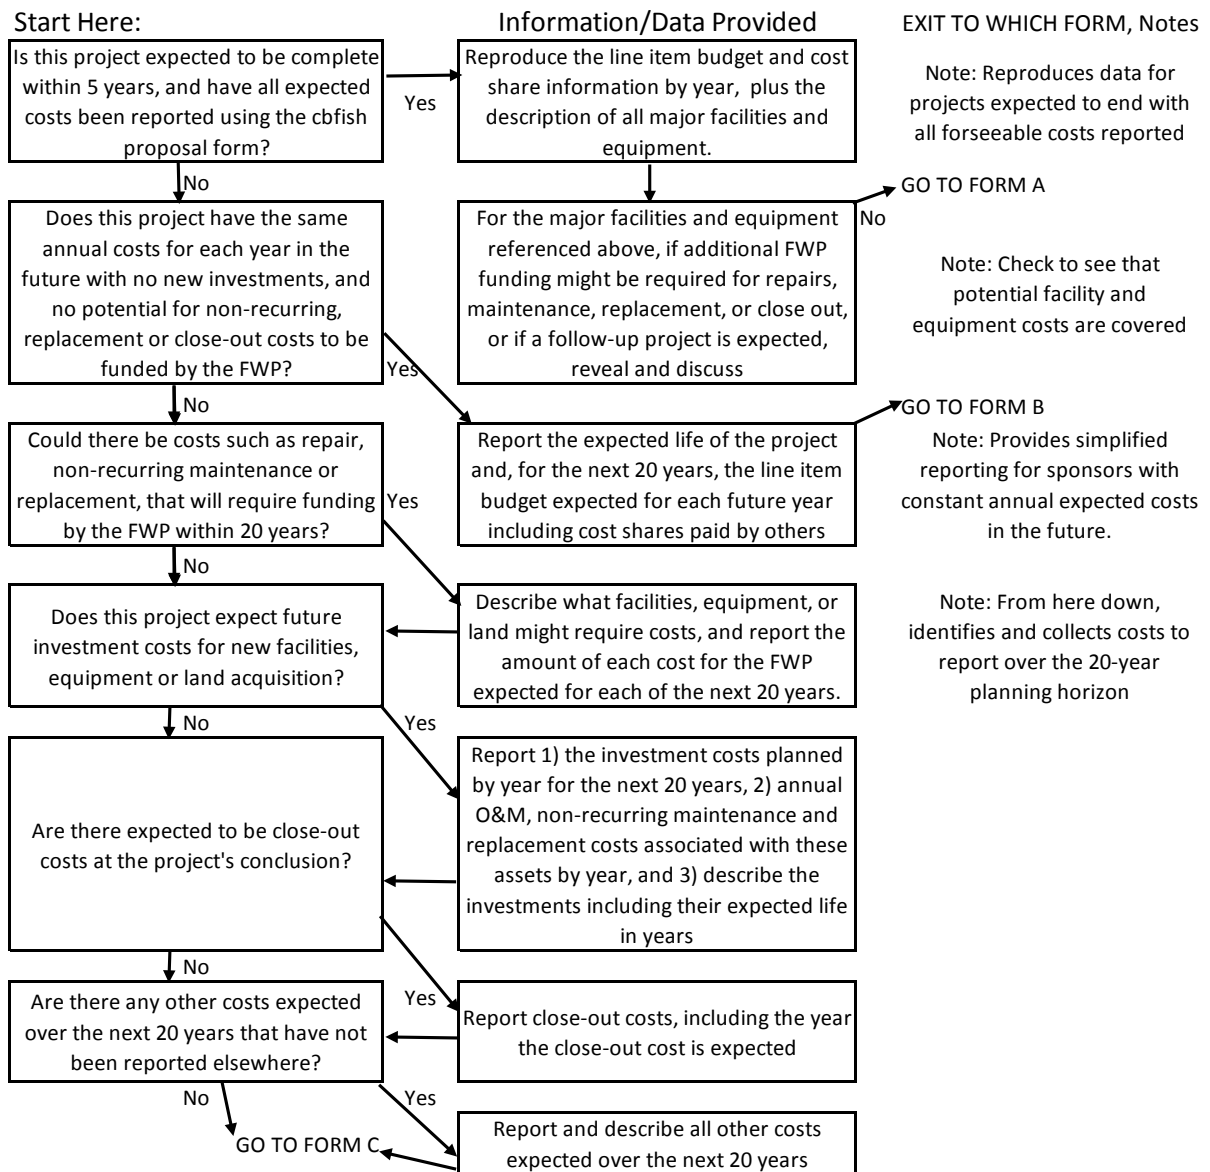 Start Here:
Information/Data Provided
EXIT TO WHICH FORM, Notes
Is this project expected to be complete
within 5 years, and have all expected
costs been reported using the cbfish
proposal form?
Yes
Reproduce the line item budget and cost
share information by year,  plus the
description of all major facilities and
equipment.
Note: Reproduces data for
projects expected to end with
all forseeable costs reported
No
GO TO FORM A
Does this project have the same
annual costs for each year in the
future with no new investments, and
no potential for non-recurring,
replacement or close-out costs to be
funded by the FWP?
For the major facilities and equipment
referenced above, if additional FWP
funding might be required for repairs,
maintenance, replacement, or close out,
or if a follow-up project is expected,
reveal and discuss
No
Note: Check to see that
potential facility and
equipment costs are covered
Yes
No
GO TO FORM B
Could there be costs such as repair,
non-recurring maintenance or
replacement, that will require funding
by the FWP within 20 years?
Yes
Report the expected life of the project
and, for the next 20 years, the line item
budget expected for each future year
including cost shares paid by others
Note: Provides simplified
reporting for sponsors with
constant annual expected costs
in the future.
No
Does this project expect future
investment costs for new facilities,
equipment or land acquisition?
Describe what facilities, equipment, or
land might require costs, and report the
amount of each cost for the FWP
expected for each of the next 20 years.
Note: From here down,
identifies and collects costs to
report over the 20-year
planning horizon
No
Yes
Are there expected to be close-out
costs at the project's conclusion?
Report 1) the investment costs planned
by year for the next 20 years, 2) annual
O&M, non-recurring maintenance and
replacement costs associated with these
assets by year, and 3) describe the
investments including their expected life
in years
No
Yes
Are there any other costs expected
over the next 20 years that have not
been reported elsewhere?
Report close-out costs, including the year
the close-out cost is expected
No
Yes
GO TO FORM C
Report and describe all other costs
expected over the next 20 years